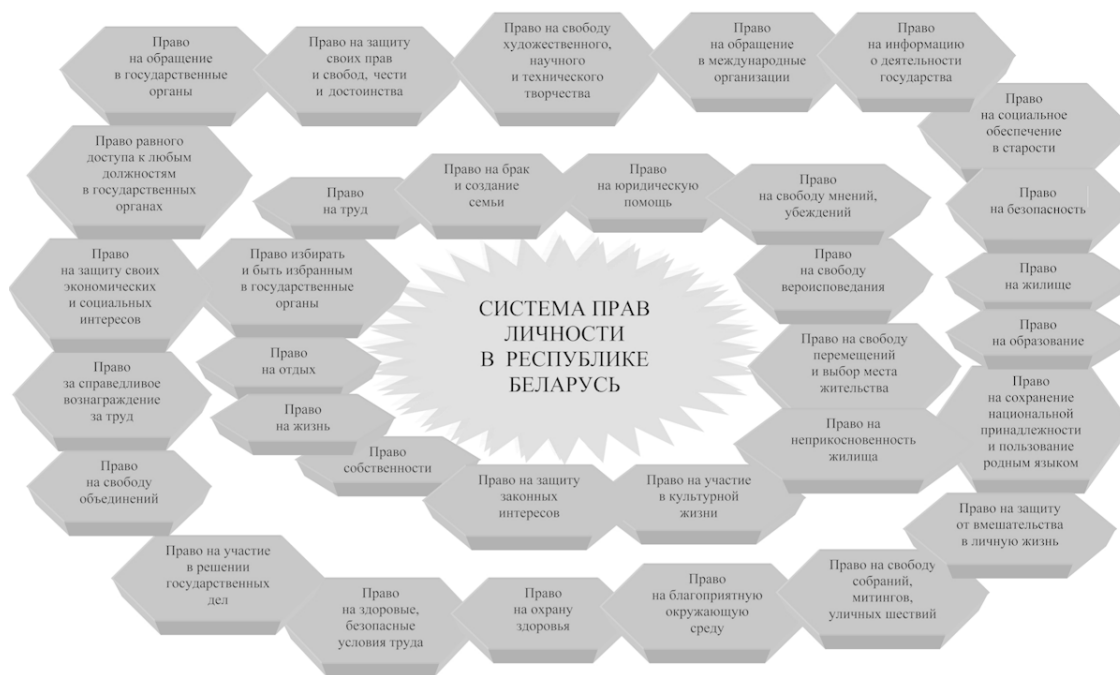 Право
на обращение
в государственные
органы
Право на защиту
своих прав
и свобод, чести
и достоинства
Право на свободу
художественного,
научного
и технического
творчества
Право
на обращение
в международные
организации
Право
на информацию
о деятельности
государства
Право
на социальное
обеспечение
в старости
Право равного
доступа к любым
должностям
в государственных
органах
Право
на труд
Право на брак
и создание
семьи
Право
на юридическую
помощь
Право
на свободу мнений,
убеждений
Право
на безопасность
Право
на защиту своих
экономических
и социальных
интересов
Право избирать
и быть избранным
в государственные
органы
СИСТЕМА ПРАВ
ЛИЧНОСТИ
В РЕСПУБЛИКЕ
БЕЛАРУСЬ
Право
на свободу
вероисповедания
Право
на жилище
Право
на образование
Право
за справедливое
вознаграждение
за труд
Право
на отдых
Право на свободу
перемещений
и выбор места
жительства
Право
на сохранение
национальной
принадлежности
и пользование
родным языком
Право
на жизнь
Право на
неприкосновенность
жилища
Право
собственности
Право
на свободу
объединений
Право на защиту
законных
интересов
Право на участие
в культурной
жизни
Право на защиту
от вмешательства
в личную жизнь
Право на участие
в решении
государственных
дел
Право
на здоровые,
безопасные
условия труда
Право
на охрану
здоровья
Право
на благоприятную
окружающую
среду
Право на свободу
собраний,
митингов,
уличных шествий